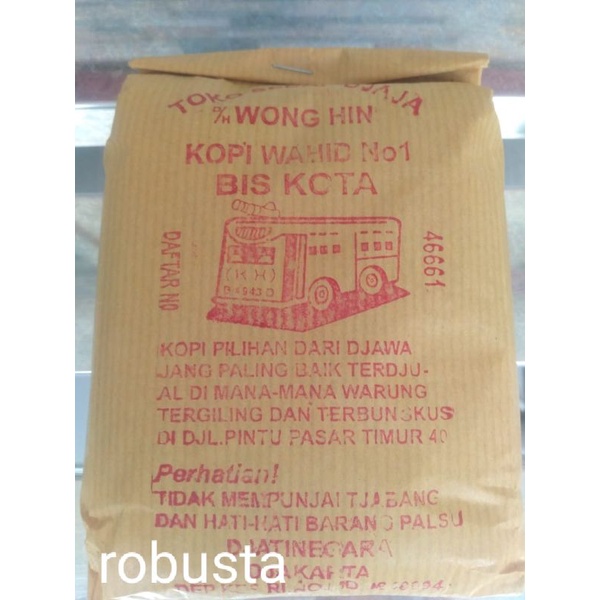 TOKO DJAJA
d/h WONG HIN
KOPI WAHID No1
BIS KOTA
DAFTAR NO
46661
KOPI PILIHAN DARI DJAWA
JANG PALING BAIK TERDJU-
AL DI MANA-MANA WARUNG
TERGILING DAN TERBUNGKUS
DI DJL.PINTU PASAR TIMUR 40
Perhatian!
TIDAK MEMPUNJAI TJABANG
DAN HATI-HATI BARANG PALSU
DJATINEGARA
DJAKARTA
robusta